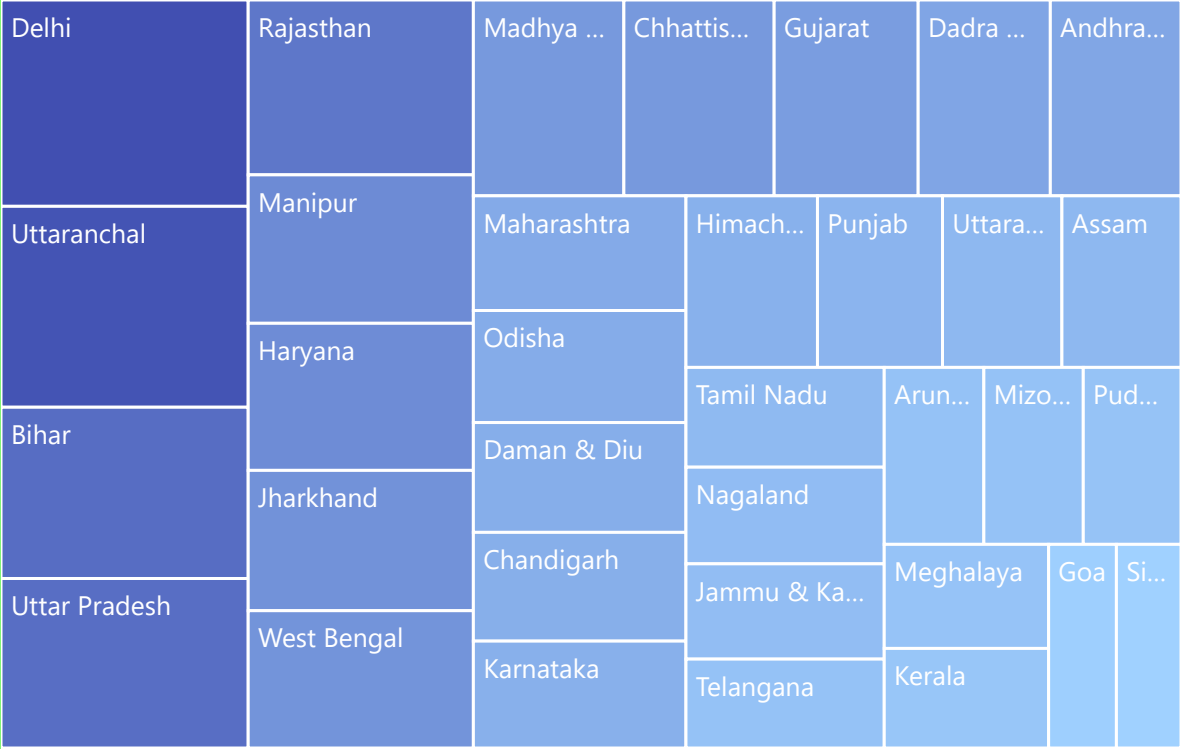 Delhi
Uttaranchal
Bihar
Uttar Pradesh
Rajasthan
Manipur
Haryana
Jharkhand
West Bengal
Madhya ...
Chhattis...
Gujarat
Dadra ...
Andhra...
Maharashtra
Odisha
Daman & Diu
Chandigarh
Karnataka
Himach...
Punjab
Uttara...
Assam
Tamil Nadu
Nagaland
Jammu & Ka...
Telangana
Arun...
Mizo...
Pud...
Meghalaya
Kerala
Goa
Si...